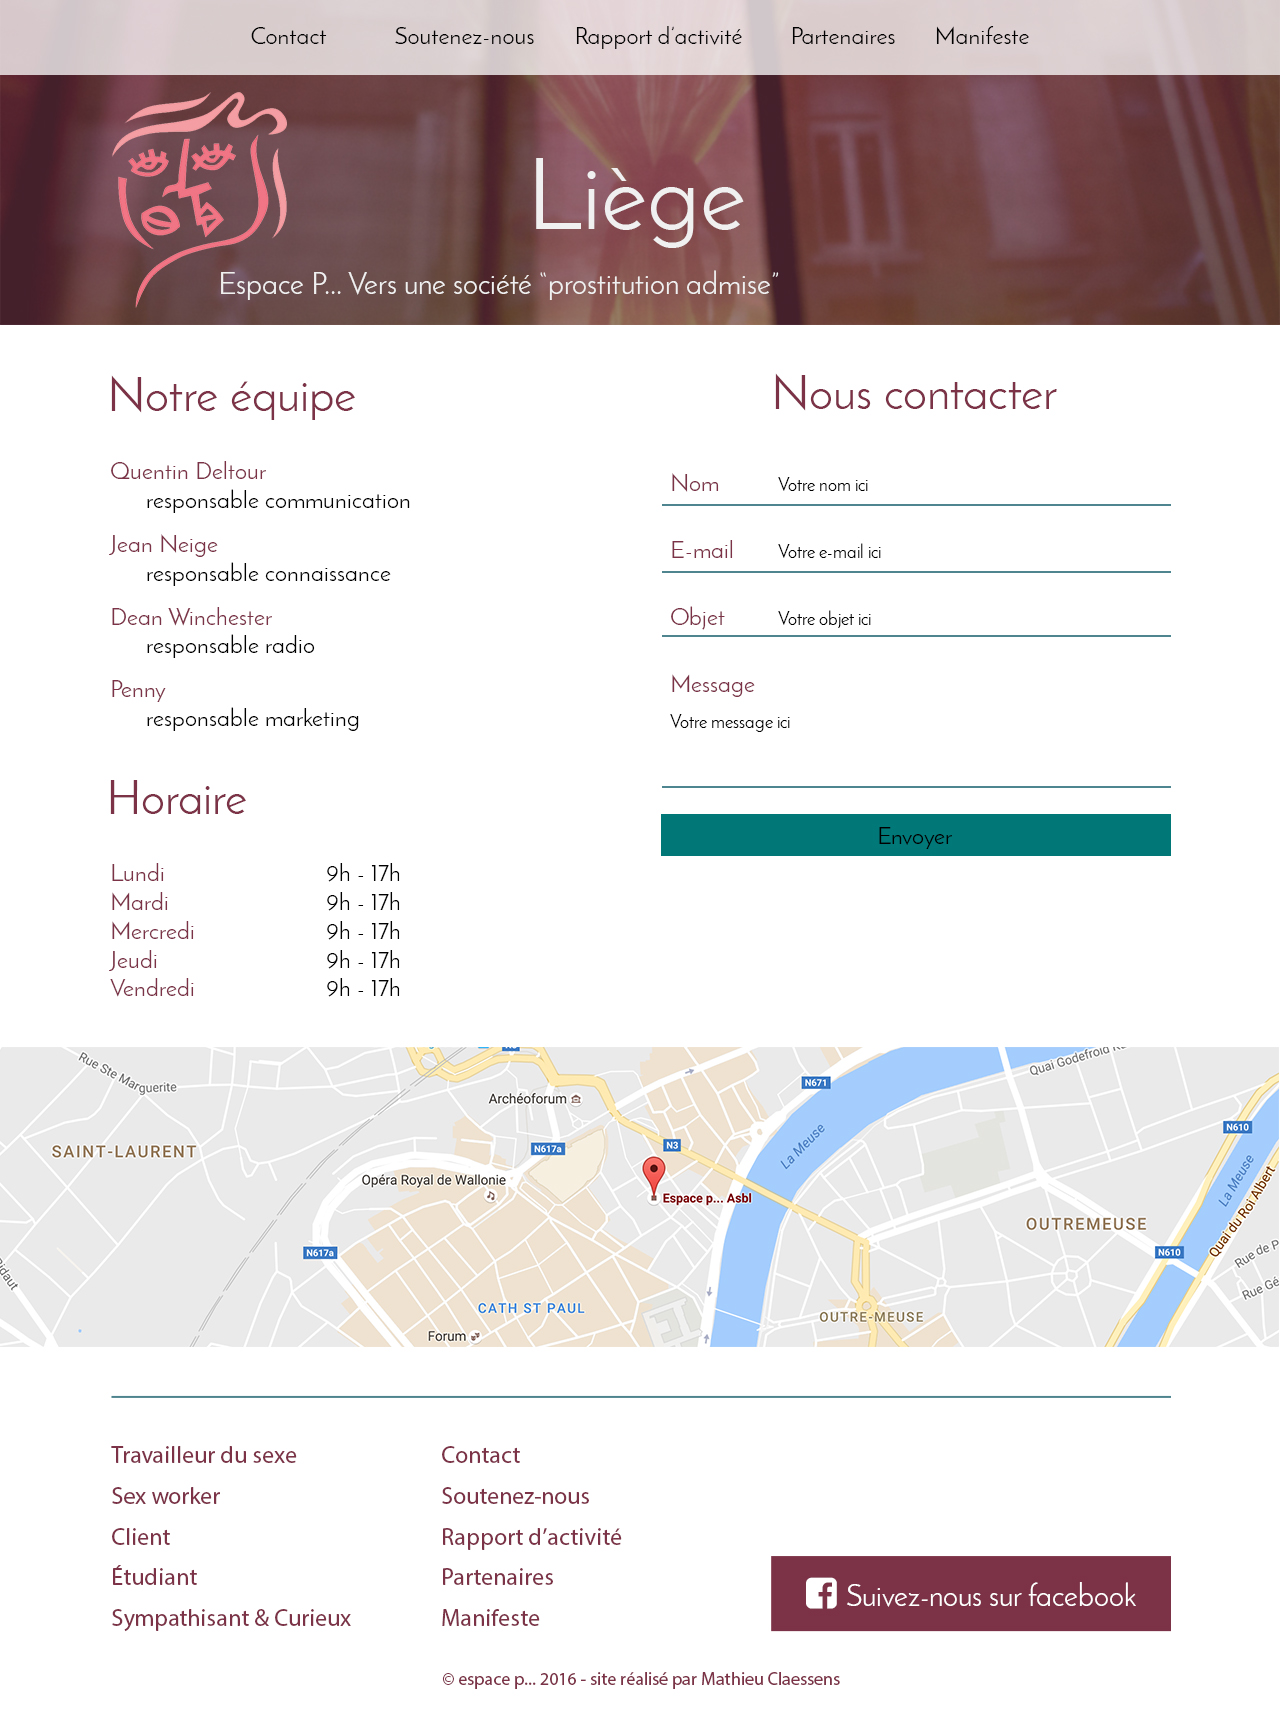 Contact Soutenez-nous Rapport d'activité Partenaires Manifeste
Liège
Espace P... Vers une société “prostitution admise”
Notre équipe
Quentin Deltour
responsable communication
Jean Neige
responsable connaissance
Dean Winchester
responsable radio
Penny
responsable marketing
Horaire
Lundi 9h - 17h
Mardi 9h - 17h
Mercredi 9h - 17h
Jeudi 9h - 17h
Vendredi 9h - 17h
Nous contacter
Nom Votre nom ici
E-mail Votre e-mail ici
Objet Votre objet ici
Message
Votre message ici
Envoyer
Rue Ste Marguerite
Quai Godefroid
N671
Archéoforum
N610
N3
N617a
La Meuse
SAINT-LAURENT
Opéra Royal de Wallonie
La Meuse
Espace p... Asbl
Quai du Roi Albert
OUTREMEUSE
N617a
N610
Rue de
CATH ST PAUL
OUTRE-MEUSE
Forum
Travailleur du sexe
Sex worker
Client
Étudiant
Sympathisant & Curieux
Contact
Soutenez-nous
Rapport d’activité
Partenaires
Manifeste
Suivez-nous sur facebook
© espace p... 2016 - site réalisé par Mathieu Claessens